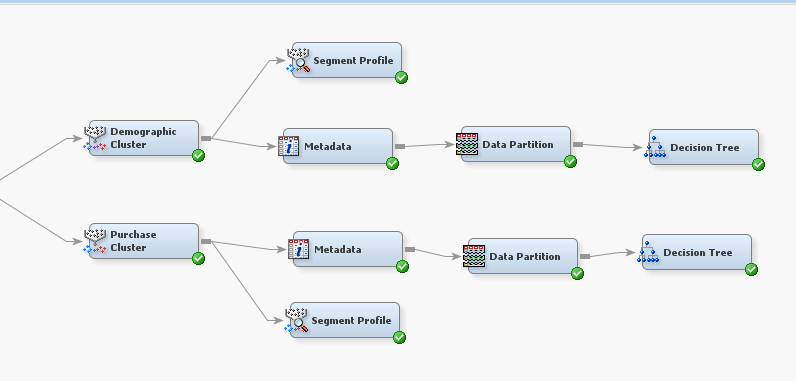 Segment Profile
Demographic
Cluster
Metadata
Data Partition
Decision Tree
Purchase
Cluster
Metadata
Data Partition
Decision Tree
Segment Profile